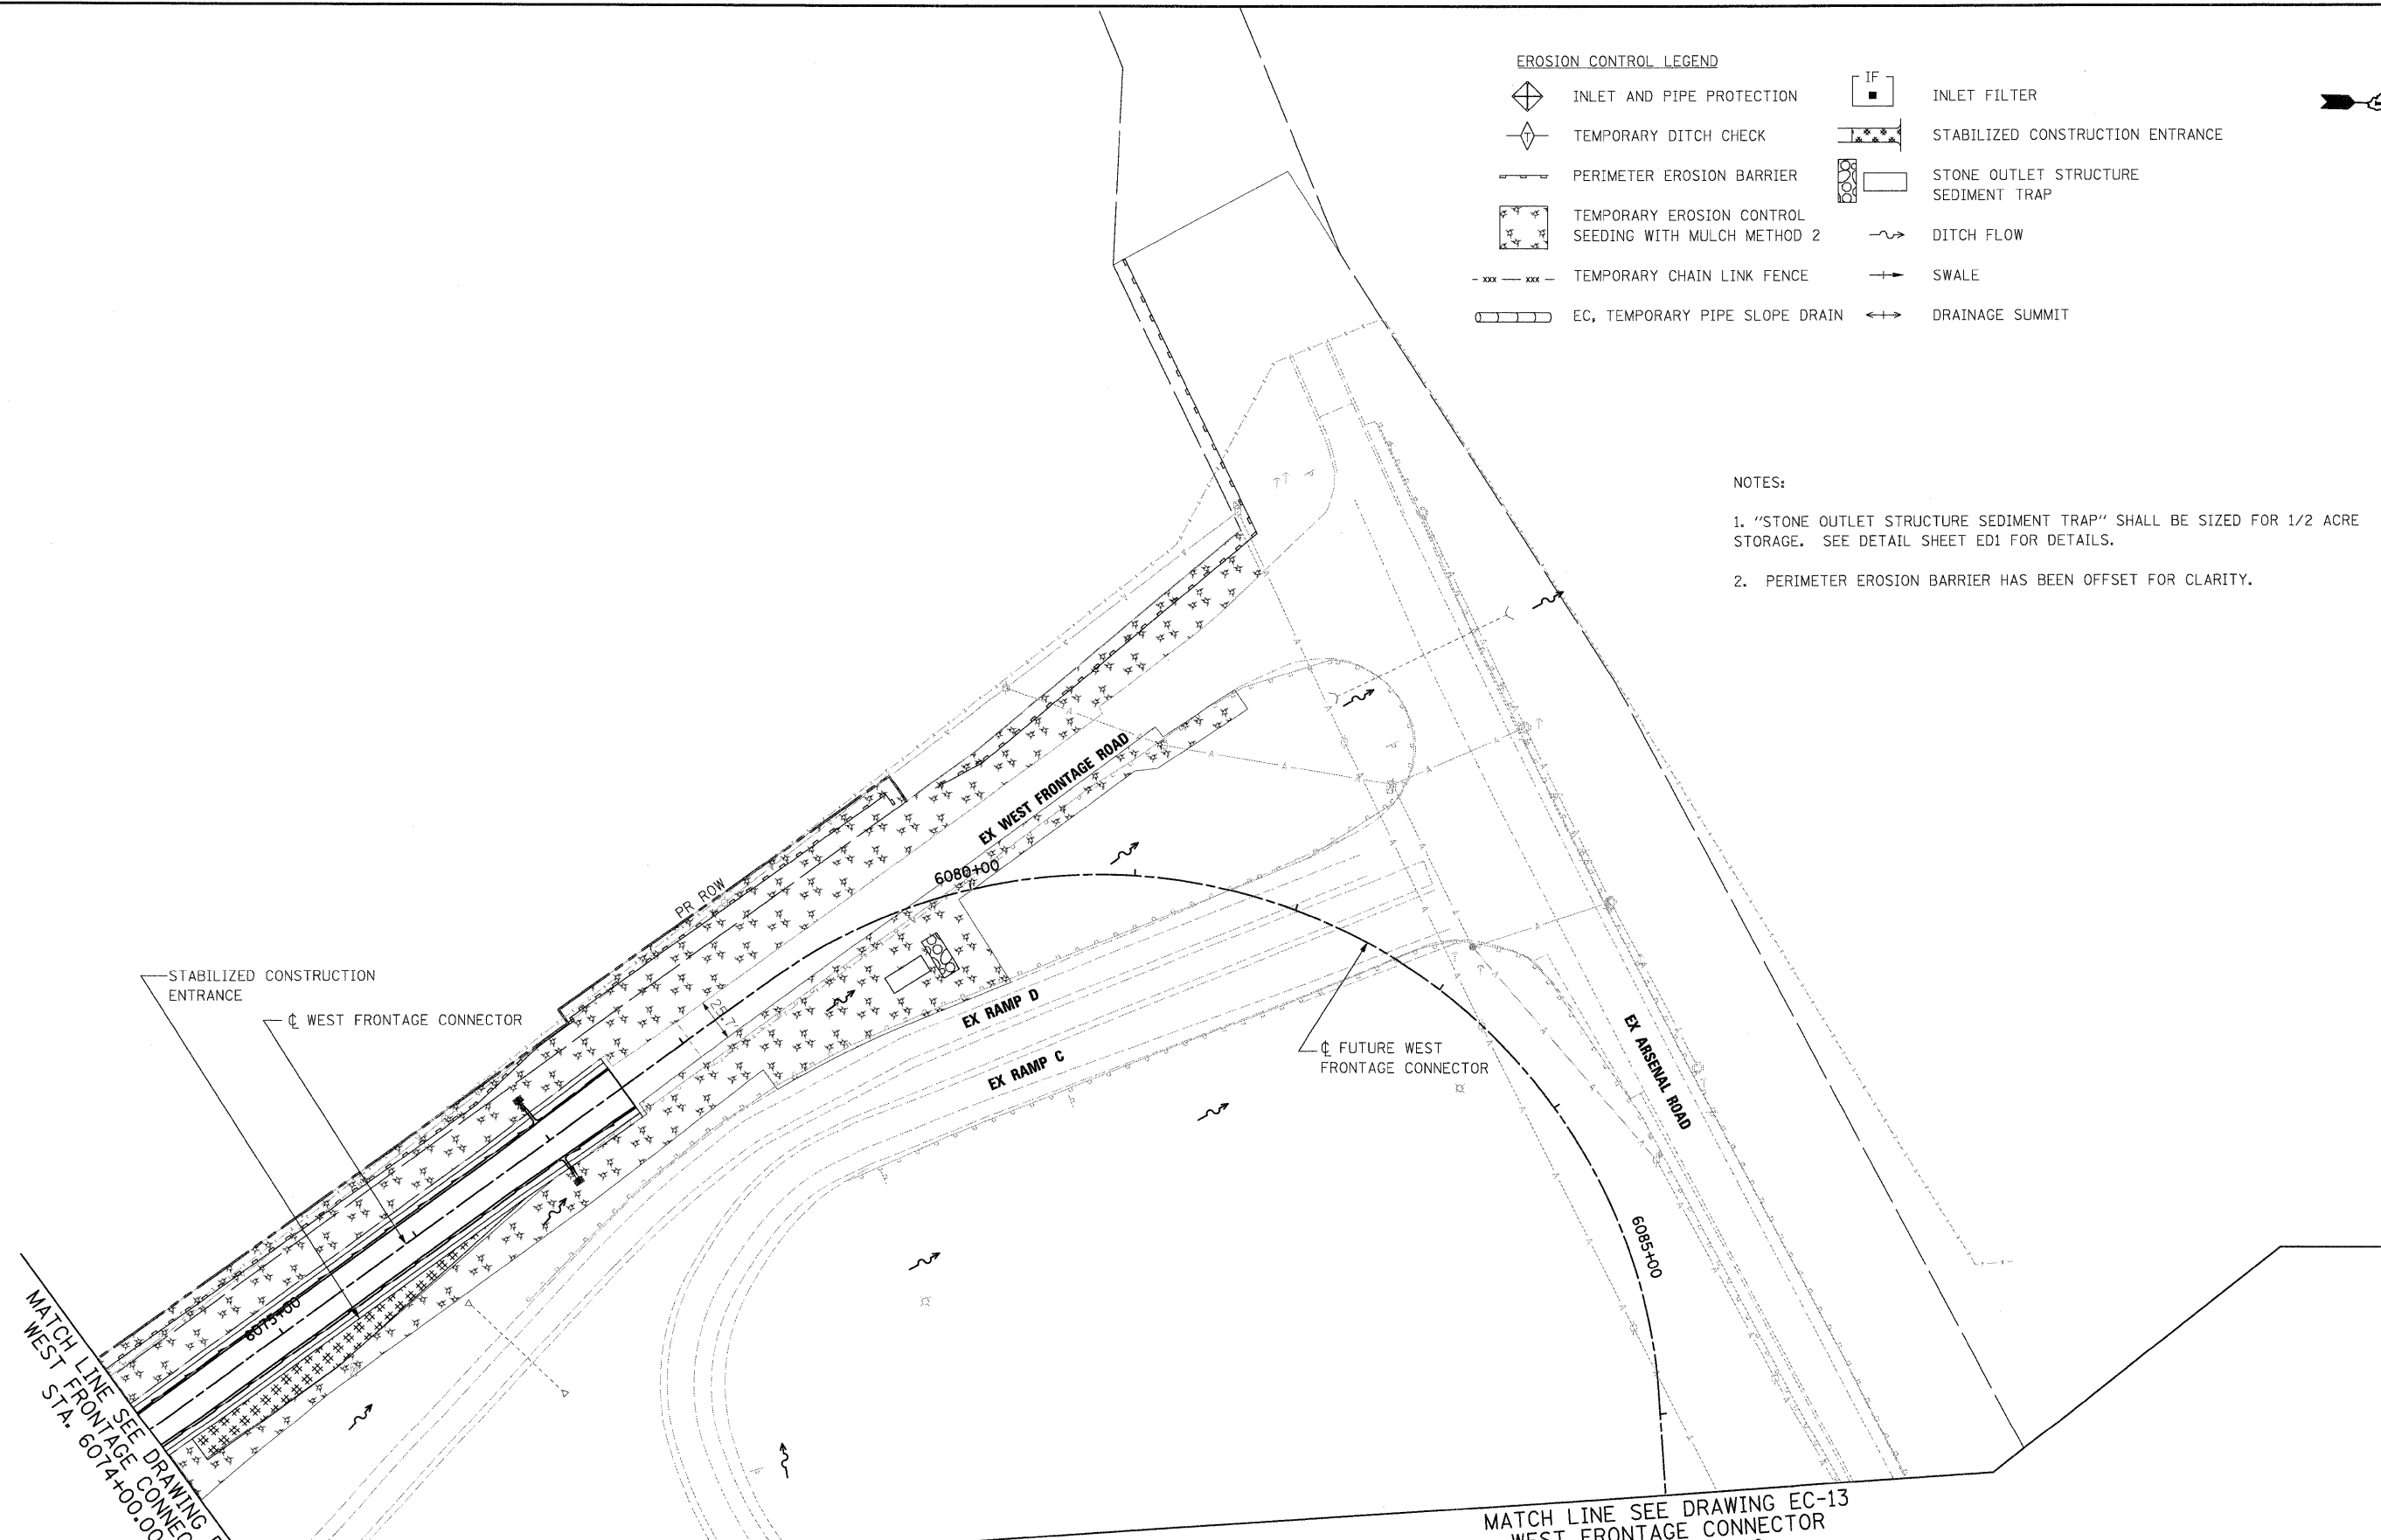 EROSION CONTROL LEGEND
INLET AND PIPE PROTECTION
TEMPORARY DITCH CHECK
T
PERIMETER EROSION BARRIER
TEMPORARY EROSION CONTROL
SEEDING WITH MULCH METHOD 2
- xxx — xxx —
TEMPORARY CHAIN LINK FENCE
EC, TEMPORARY PIPE SLOPE DRAIN
IF
INLET FILTER
STABILIZED CONSTRUCTION ENTRANCE
STONE OUTLET STRUCTURE
SEDIMENT TRAP
DITCH FLOW
SWALE
DRAINAGE SUMMIT
NOTES:
1. "STONE OUTLET STRUCTURE SEDIMENT TRAP" SHALL BE SIZED FOR 1/2 ACRE
STORAGE. SEE DETAIL SHEET ED1 FOR DETAILS.
2. PERIMETER EROSION BARRIER HAS BEEN OFFSET FOR CLARITY.
EX WEST FRONTAGE ROAD
6080+00
PR ROW
STABILIZED CONSTRUCTION
ENTRANCE
℄ WEST FRONTAGE CONNECTOR
EX RAMP D
EX RAMP C
℄ FUTURE WEST
FRONTAGE CONNECTOR
EX ARSENAL ROAD
6085+00
6075+00
MATCH LINE SEE DRAWING
WEST FRONTAGE
STA. 6074+00.00
MATCH LINE SEE DRAWING EC-13
WEST FRONTAGE CONNECTOR